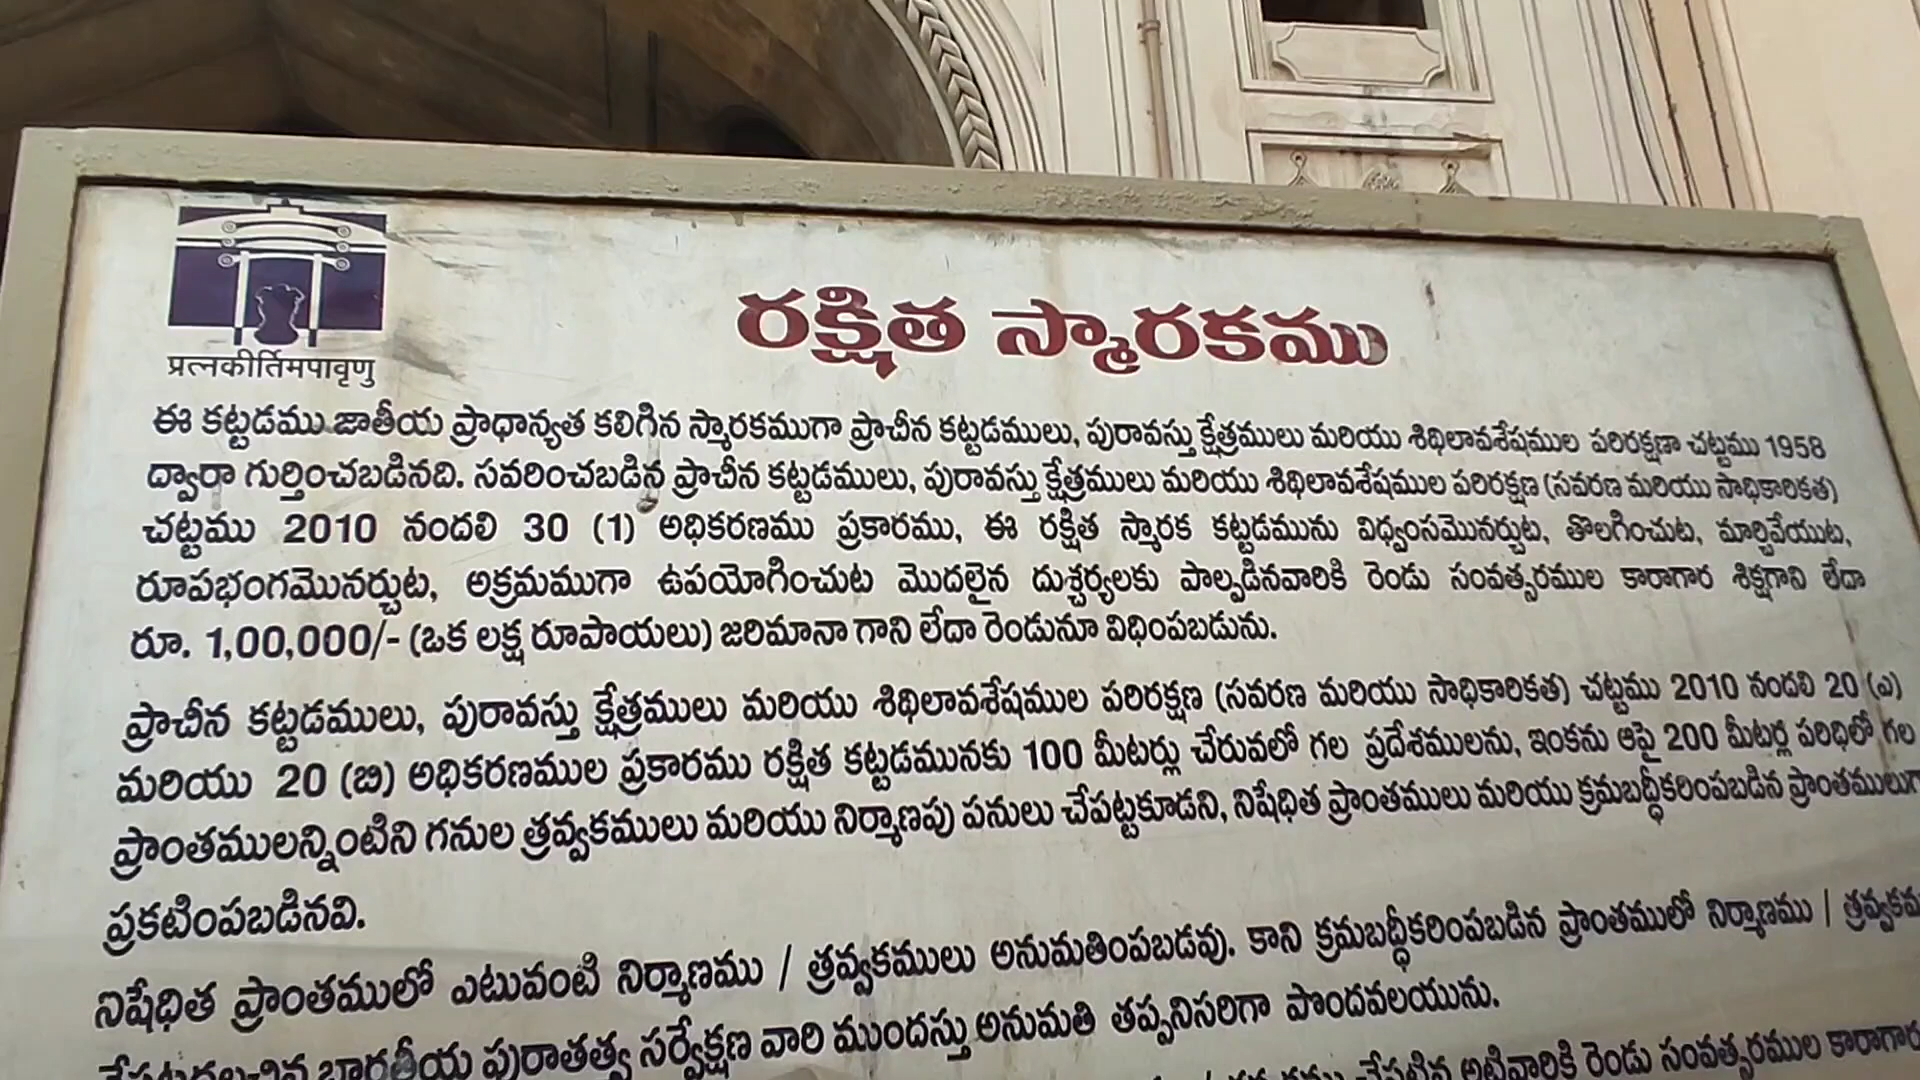 प्रत्नकीर्तिमपावृणु
రక్షిత స్మారకము
ఈ కట్టడము జాతీయ ప్రాధాన్యత కలిగిన స్మారకముగా ప్రాచీన కట్టడములు, పురావస్తు క్షేత్రములు మరియు శిథిలావశేషముల పరిరక్షణా చట్టము 1958
ద్వారా గుర్తించబడినది. సవరించబడిన ప్రాచీన కట్టడములు, పురావస్తు క్షేత్రములు మరియు శిథిలావశేషముల పరిరక్షణ (సవరణ మరియు సాధికారికత)
చట్టము 2010 నందలి 30 (1) అధికరణము ప్రకారము, ఈ రక్షిత స్మారక కట్టడమును విధ్వంసమొనర్చుట, తొలగించుట, మార్చివేయుట,
రూపభంగమొనర్చుట, అక్రమముగా ఉపయోగించుట మొదలైన దుశ్చర్యలకు పాల్పడినవారికి రెండు సంవత్సరముల కారాగార శిక్షగాని లేదా
రూ. 1,00,000/- (ఒక లక్ష రూపాయలు) జరిమానా గాని లేదా రెండునూ విధింపబడును.
ప్రాచీన కట్టడములు, పురావస్తు క్షేత్రములు మరియు శిథిలావశేషముల పరిరక్షణ (సవరణ మరియు సాధికారికత) చట్టము 2010 నందలి 20 (ఎ)
మరియు 20 (బి) అధికరణముల ప్రకారము రక్షిత కట్టడమునకు 100 మీటర్లు చేరువలో గల ప్రదేశములను, ఇంకను ఆపై 200 మీటర్ల పరిధిలో గల
ప్రాంతములన్నింటిని గనుల త్రవ్వకములు మరియు నిర్మాణపు పనులు చేపట్టకూడని, నిషేధిత ప్రాంతములు మరియు క్రమబద్ధీకరింపబడిన ప్రాంతములుగా
ప్రకటింపబడినవి.
నిషేధిత ప్రాంతములో ఎటువంటి నిర్మాణము / త్రవ్వకములు అనుమతింపబడవు. కాని క్రమబద్ధీకరింపబడిన ప్రాంతములో నిర్మాణము /
భారతీయ పురాతత్వ సర్వేక్షణ వారి ముందస్తు అనుమతి తప్పనిసరిగా పొందవలయును.
చేపట్టిన అట్టివారికి రెండు సంవత్సరముల కారాగార